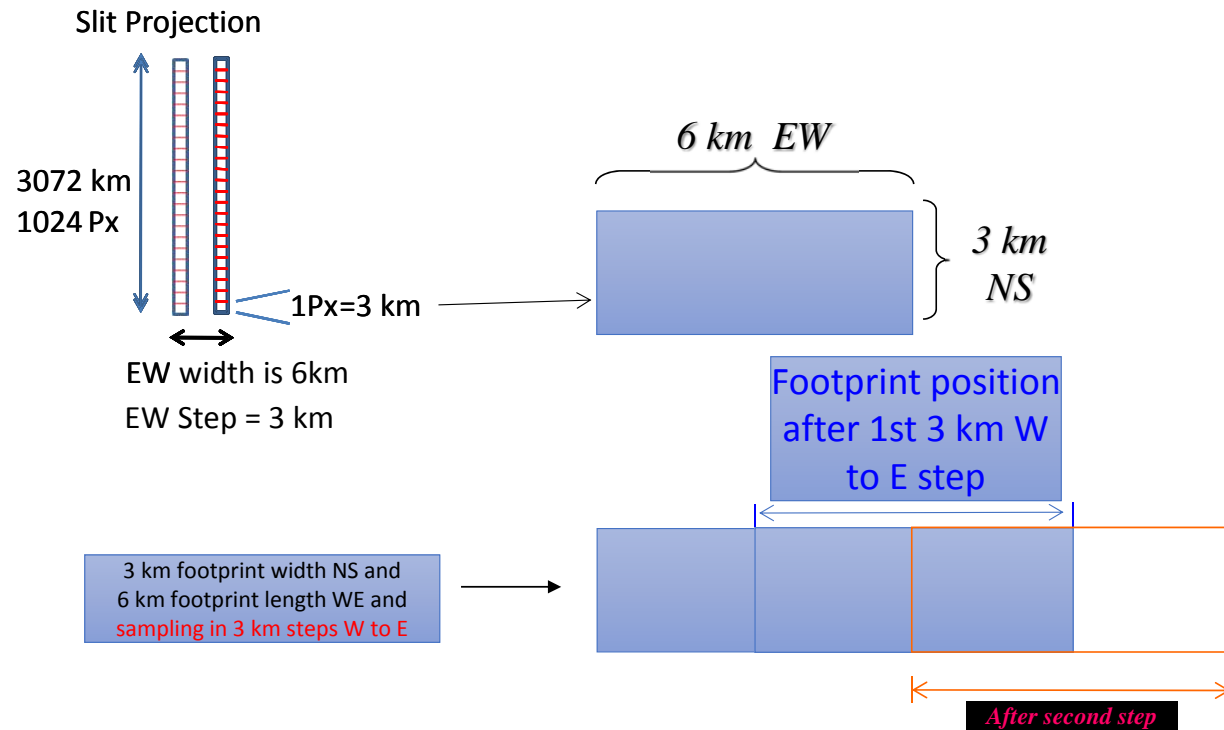 Slit Projection
3072 km
1024 Px
1Px=3 km
EW width is 6km
EW Step = 3 km
6 km EW
3 km
NS
Footprint position
after 1st 3 km W
to E step
3 km footprint width NS and
6 km footprint length WE and
sampling in 3 km steps W to E
After second step